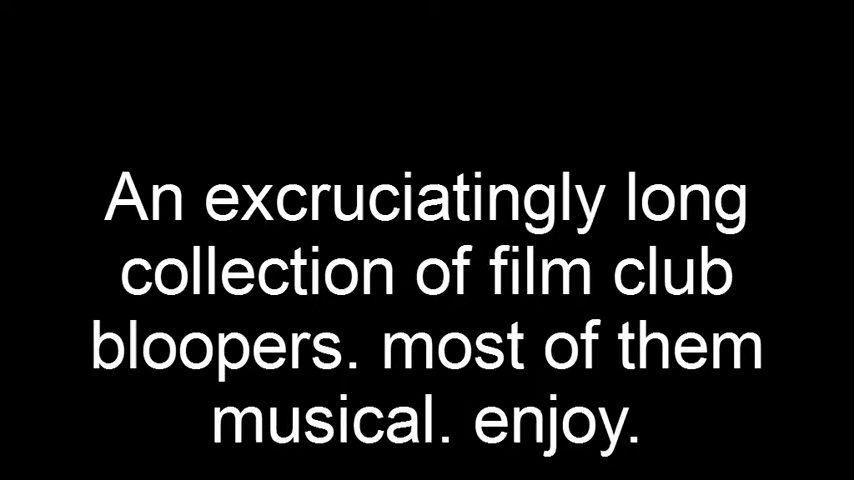 An excruciatingly long
collection of film club
bloopers. most of them
musical. enjoy.